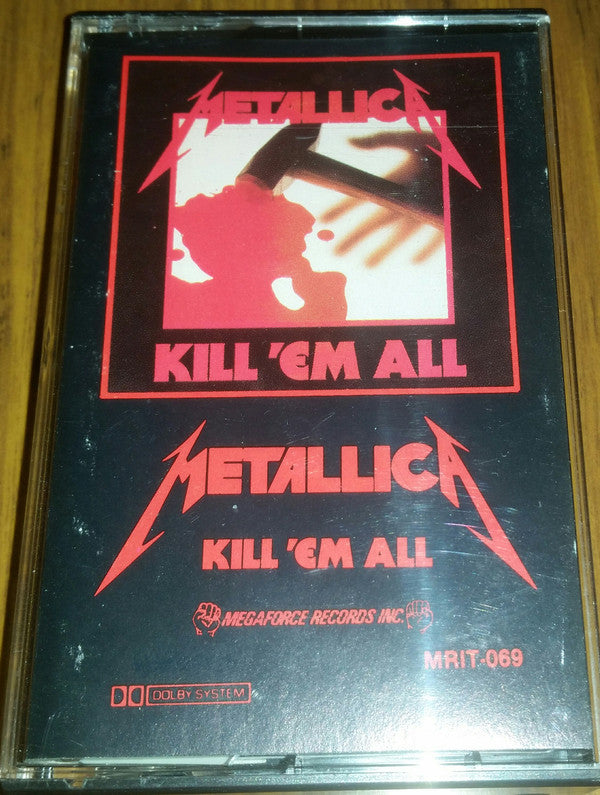 METALLICA
KILL 'EM ALL
METALLICA
KILL 'EM ALL
MEGAFORCE RECORDS INC.
MRIT-069
DOLBY SYSTEM